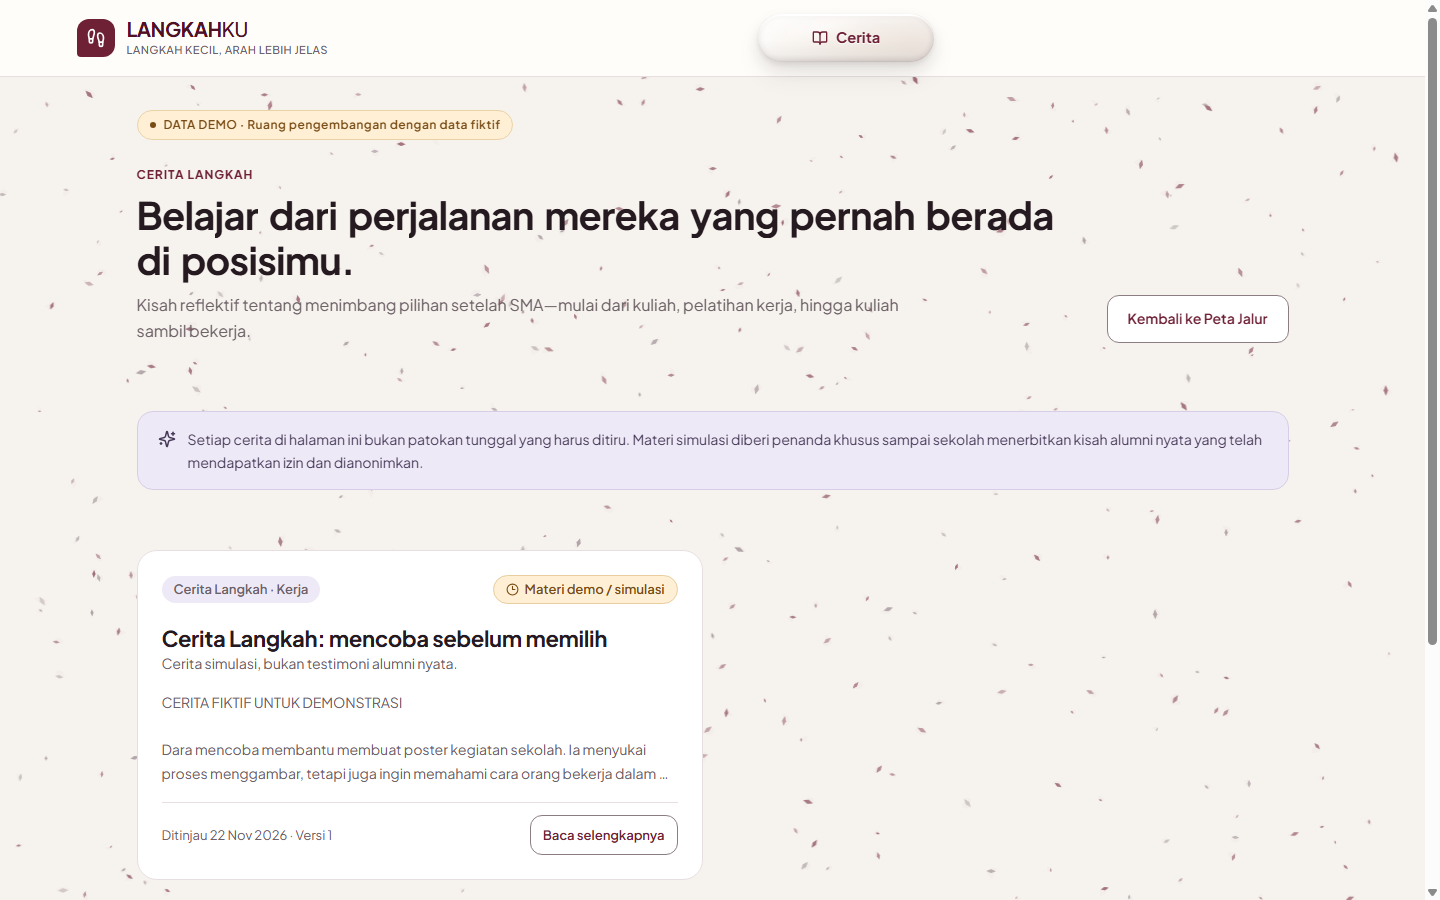 LANGKAHKU
LANGKAH KECIL, ARAH LEBIH JELAS
Cerita
DATA DEMO · Ruang pengembangan dengan data fiktif
CERITA LANGKAH
Belajar dari perjalanan mereka yang pernah berada
di posisimu.
Kisah reflektif tentang menimbang pilihan setelah SMA—mulai dari kuliah, pelatihan kerja, hingga kuliah
sambil bekerja.
Kembali ke Peta Jalur
Setiap cerita di halaman ini bukan patokan tunggal yang harus ditiru. Materi simulasi diberi penanda khusus sampai sekolah menerbitkan kisah alumni nyata yang telah
mendapatkan izin dan dianonimkan.
Cerita Langkah · Kerja
Materi demo / simulasi
Cerita Langkah: mencoba sebelum memilih
Cerita simulasi, bukan testimoni alumni nyata.
CERITA FIKTIF UNTUK DEMONSTRASI
Dara mencoba membantu membuat poster kegiatan sekolah. Ia menyukai
proses menggambar, tetapi juga ingin memahami cara orang bekerja dalam ...
Ditinjau 22 Nov 2026 · Versi 1
Baca selengkapnya